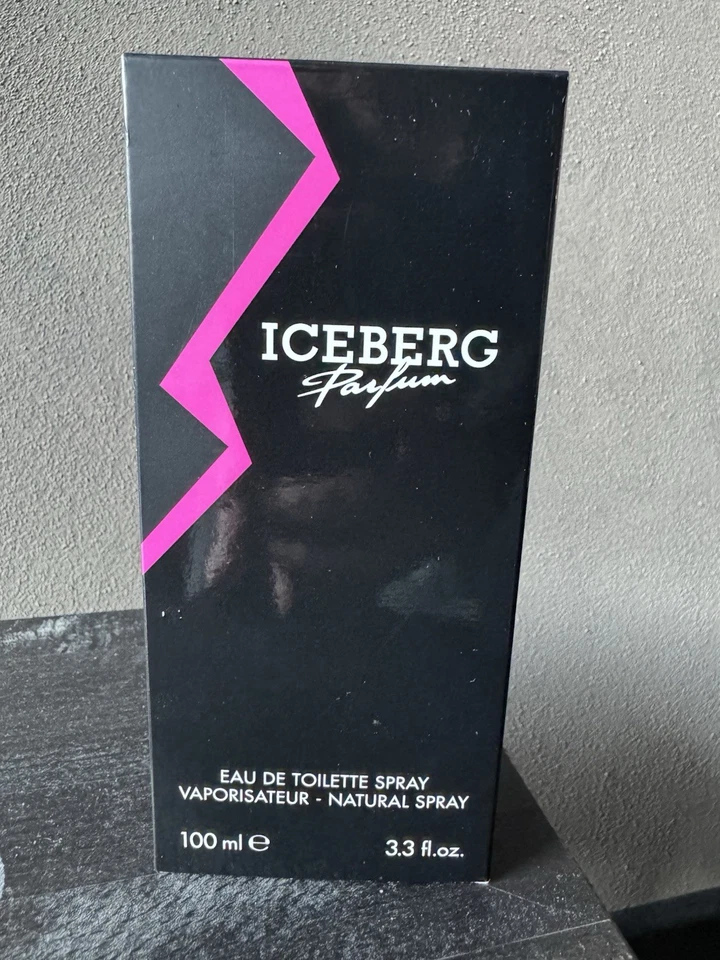 ICEBERG
Parfum
EAU DE TOILETTE SPRAY
VAPORISATEUR - NATURAL SPRAY
100 ml ℮ 3.3 fl.oz.